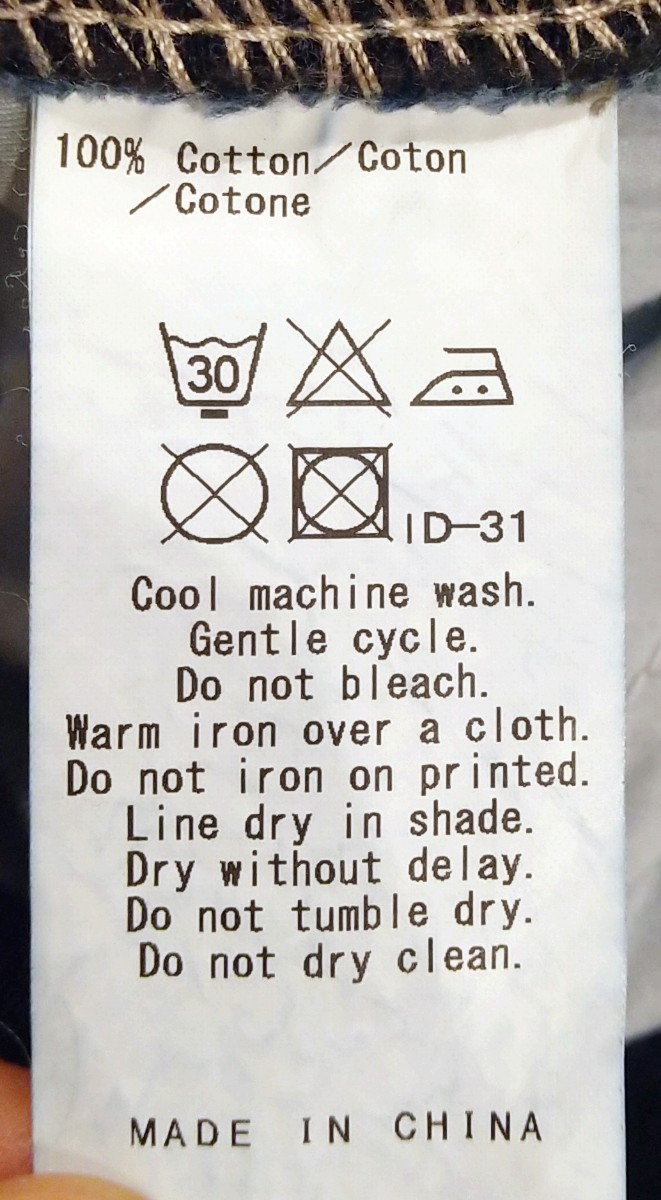 100% Cotton/Coton
/Cotone
30
ID-31
Cool machine wash.
Gentle cycle.
Do not bleach.
Warm iron over a cloth.
Do not iron on printed.
Line dry in shade.
Dry without delay.
Do not tumble dry.
Do not dry clean.
MADE IN CHINA